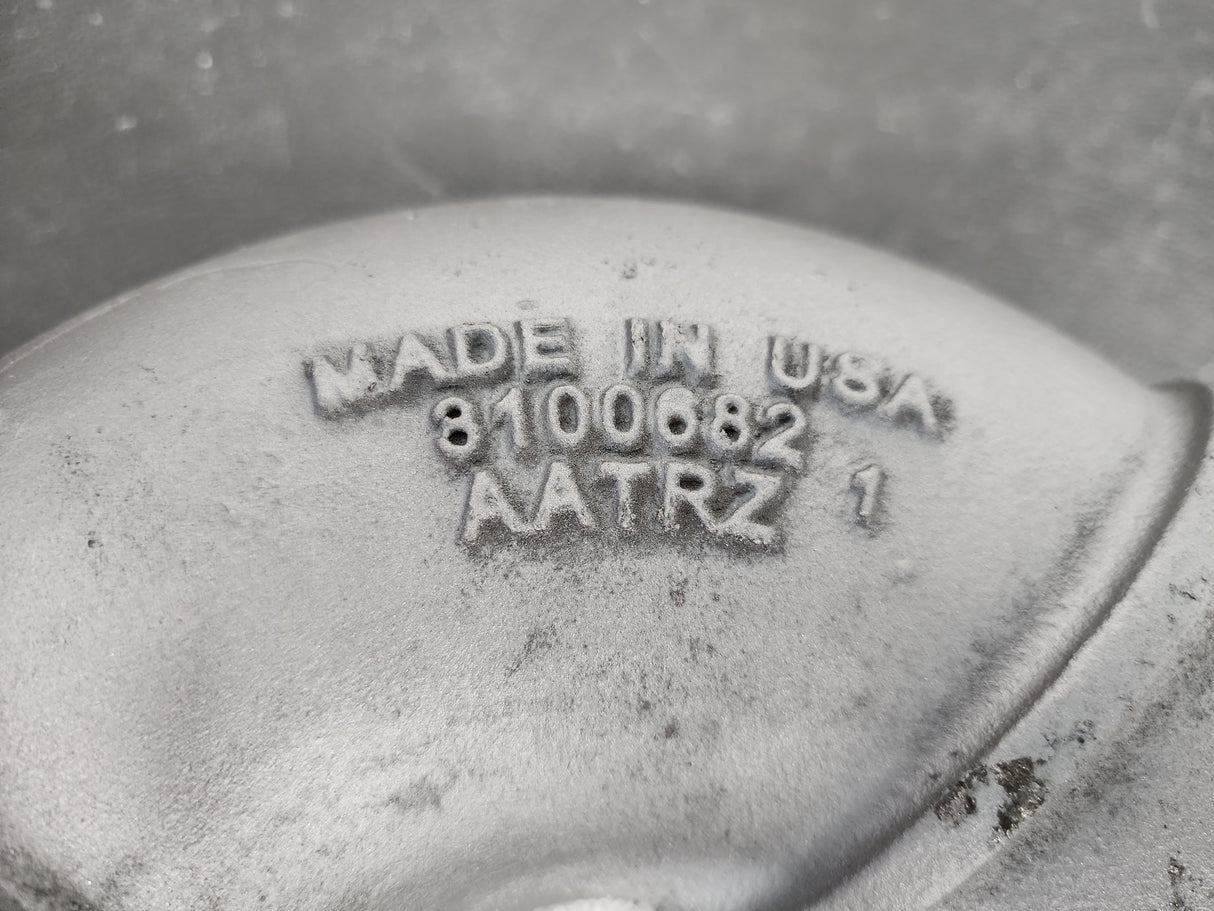 MADE IN USA
8100682
AATRZ 1